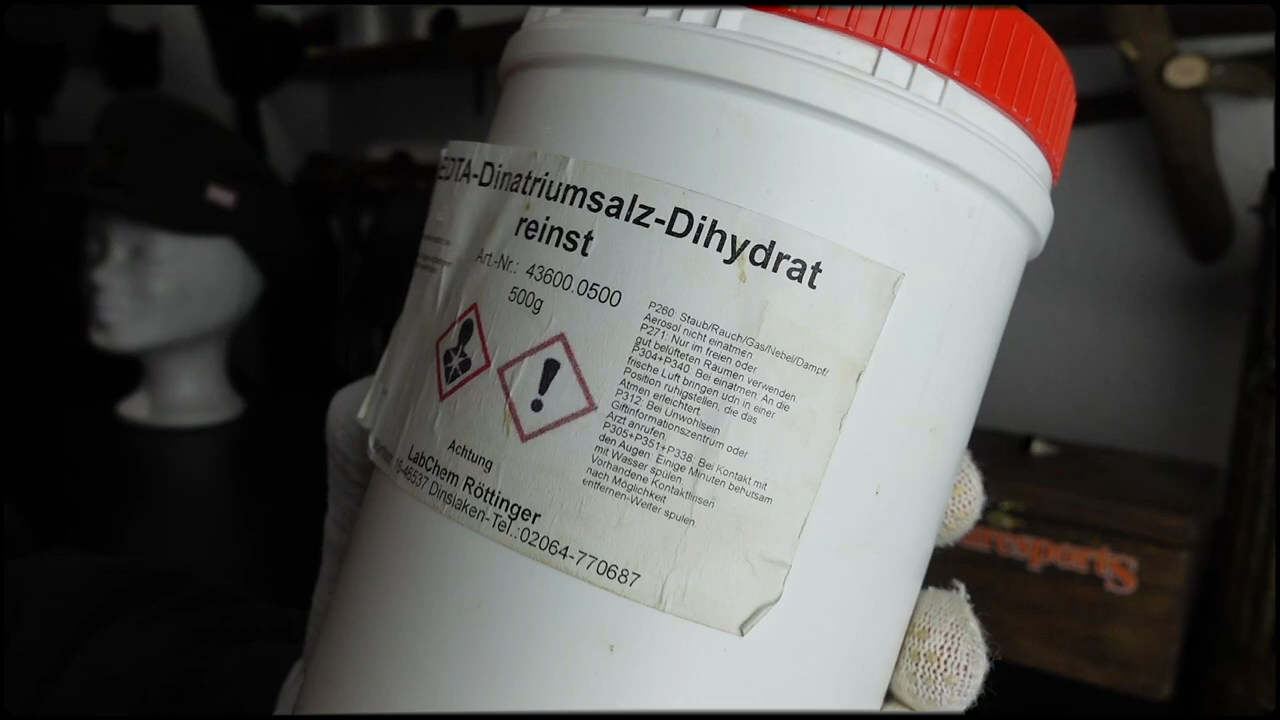 EDTA-Dinatriumsalz-Dihydrat
reinst
Art.-Nr.: 43600.0500
500g
P260: Staub/Rauch/Gas/Nebel/Dampf/
Aerosol nicht einatmen.
P271: Nur im freien oder
gut belüfteten Räumen verwenden.
P304+P340: Bei einatmen: An die
frische Luft bringen udn in einer
Position ruhigstellen, die das
Atmen erleichtert.
P312: Bei Unwohlsein
Giftinformationszentrum oder
Arzt anrufen.
P305+P351+P338: Bei Kontakt mit
den Augen: Einige Minuten behutsam
mit Wasser spülen.
Vorhandene Kontaktlinsen
nach Möglichkeit
entfernen-Weiter spülen.
Achtung
LabChem Röttinger
46537 Dinslaken-Tel.:02064-770687